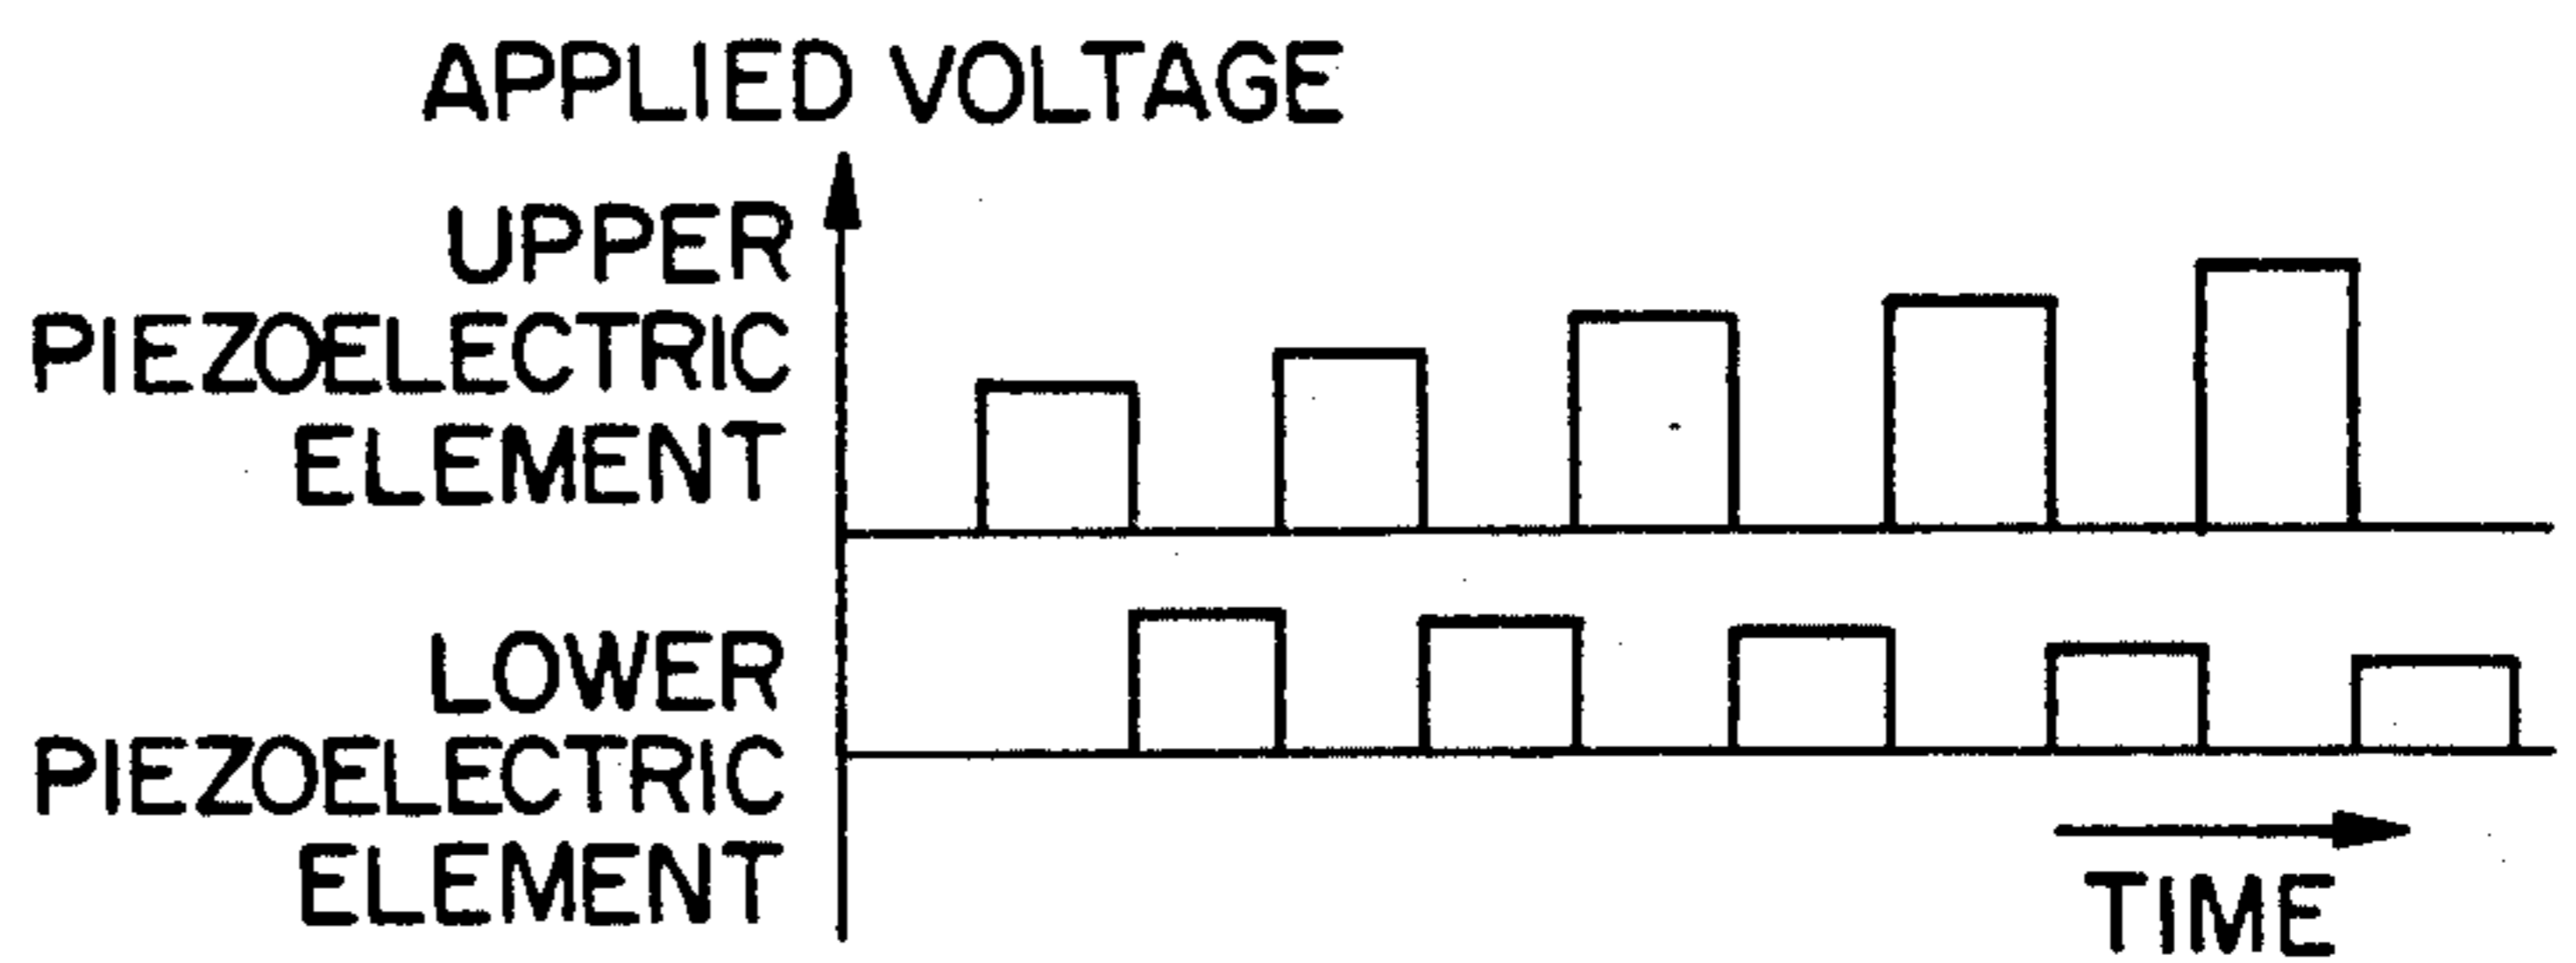 APPLIED VOLTAGE
UPPER
PIEZOELECTRIC
ELEMENT
LOWER
PIEZOELECTRIC
ELEMENT
TIME